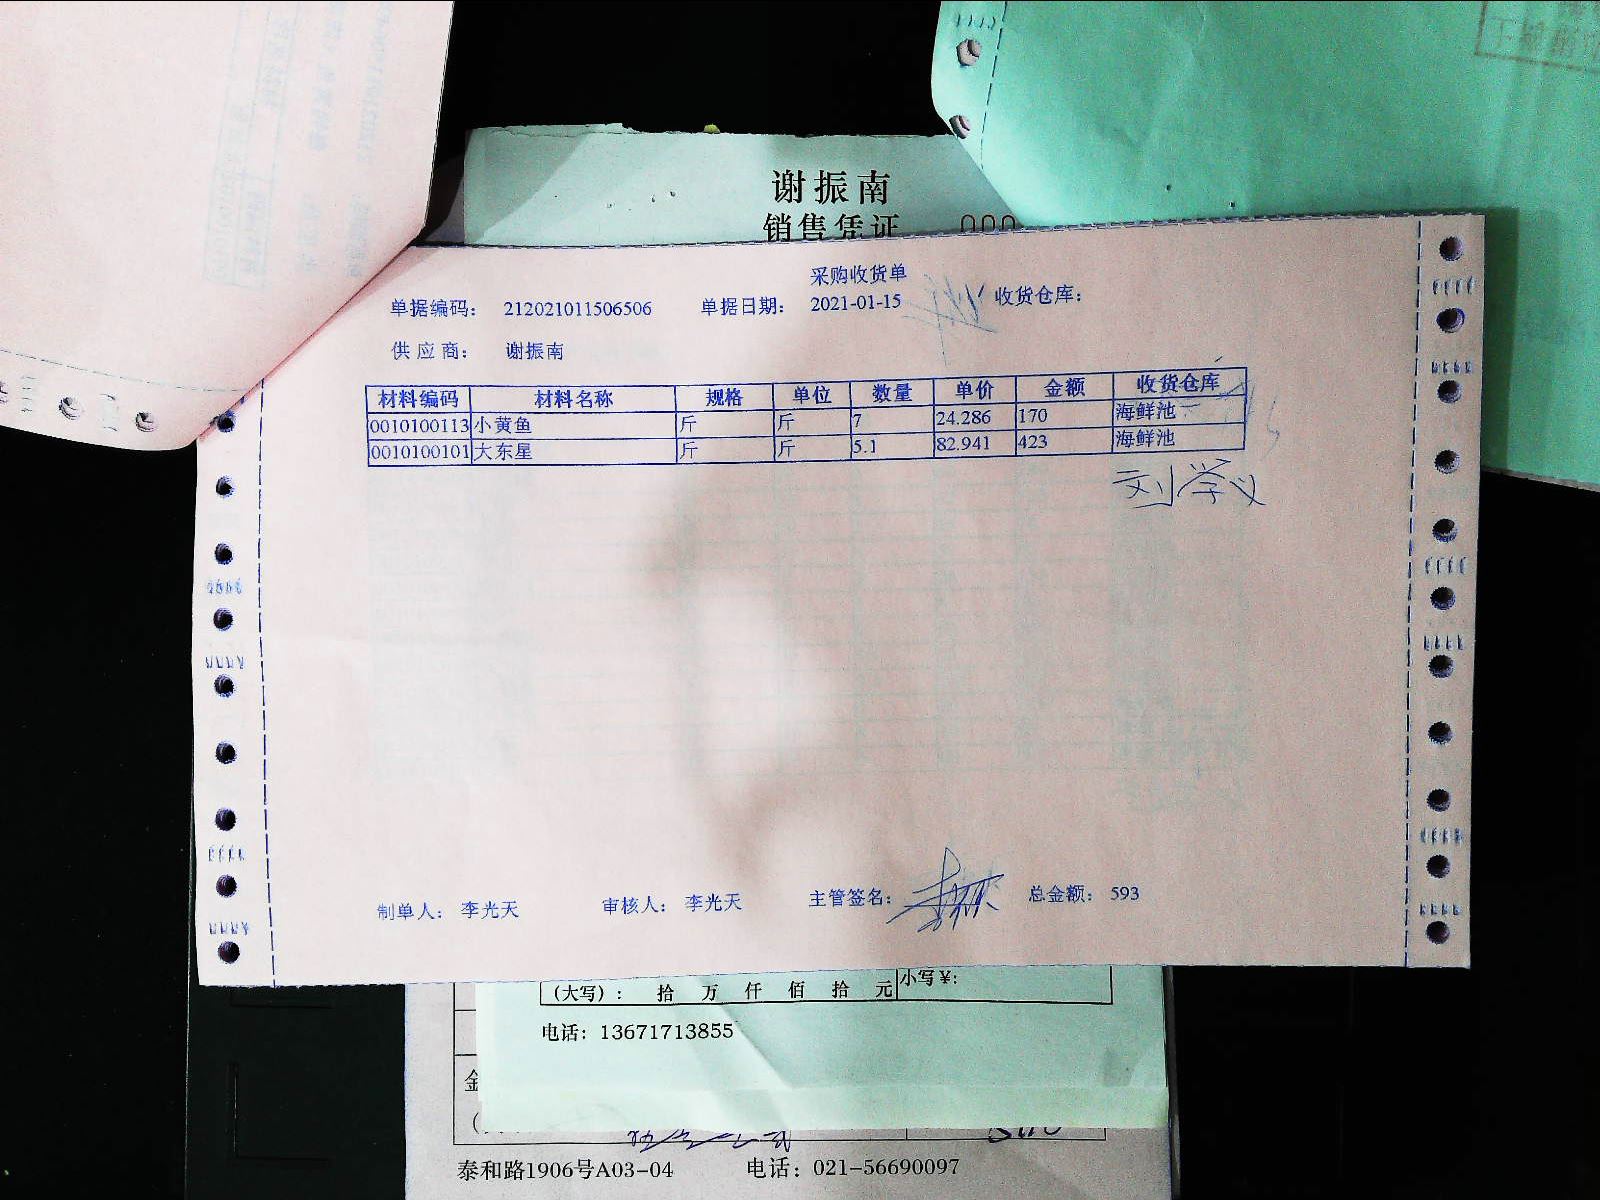 谢振南
销售凭证
采购收货单
单据编码： 212021011506506 单据日期： 2021-01-15 收货仓库：
供应商： 谢振南
材料编码 材料名称 规格 单位 数量 单价 金额 收货仓库
0010100113 小黄鱼 斤 斤 7 24.286 170 海鲜池
0010100101 大东星 斤 斤 5.1 82.941 423 海鲜池
刘学义
制单人： 李光天 审核人： 李光天 主管签名： 总金额： 593
（大写）： 拾 万 仟 佰 拾 元 小写￥：
电话：13671713855
金
泰和路1906号A03-04 电话：021-56690097